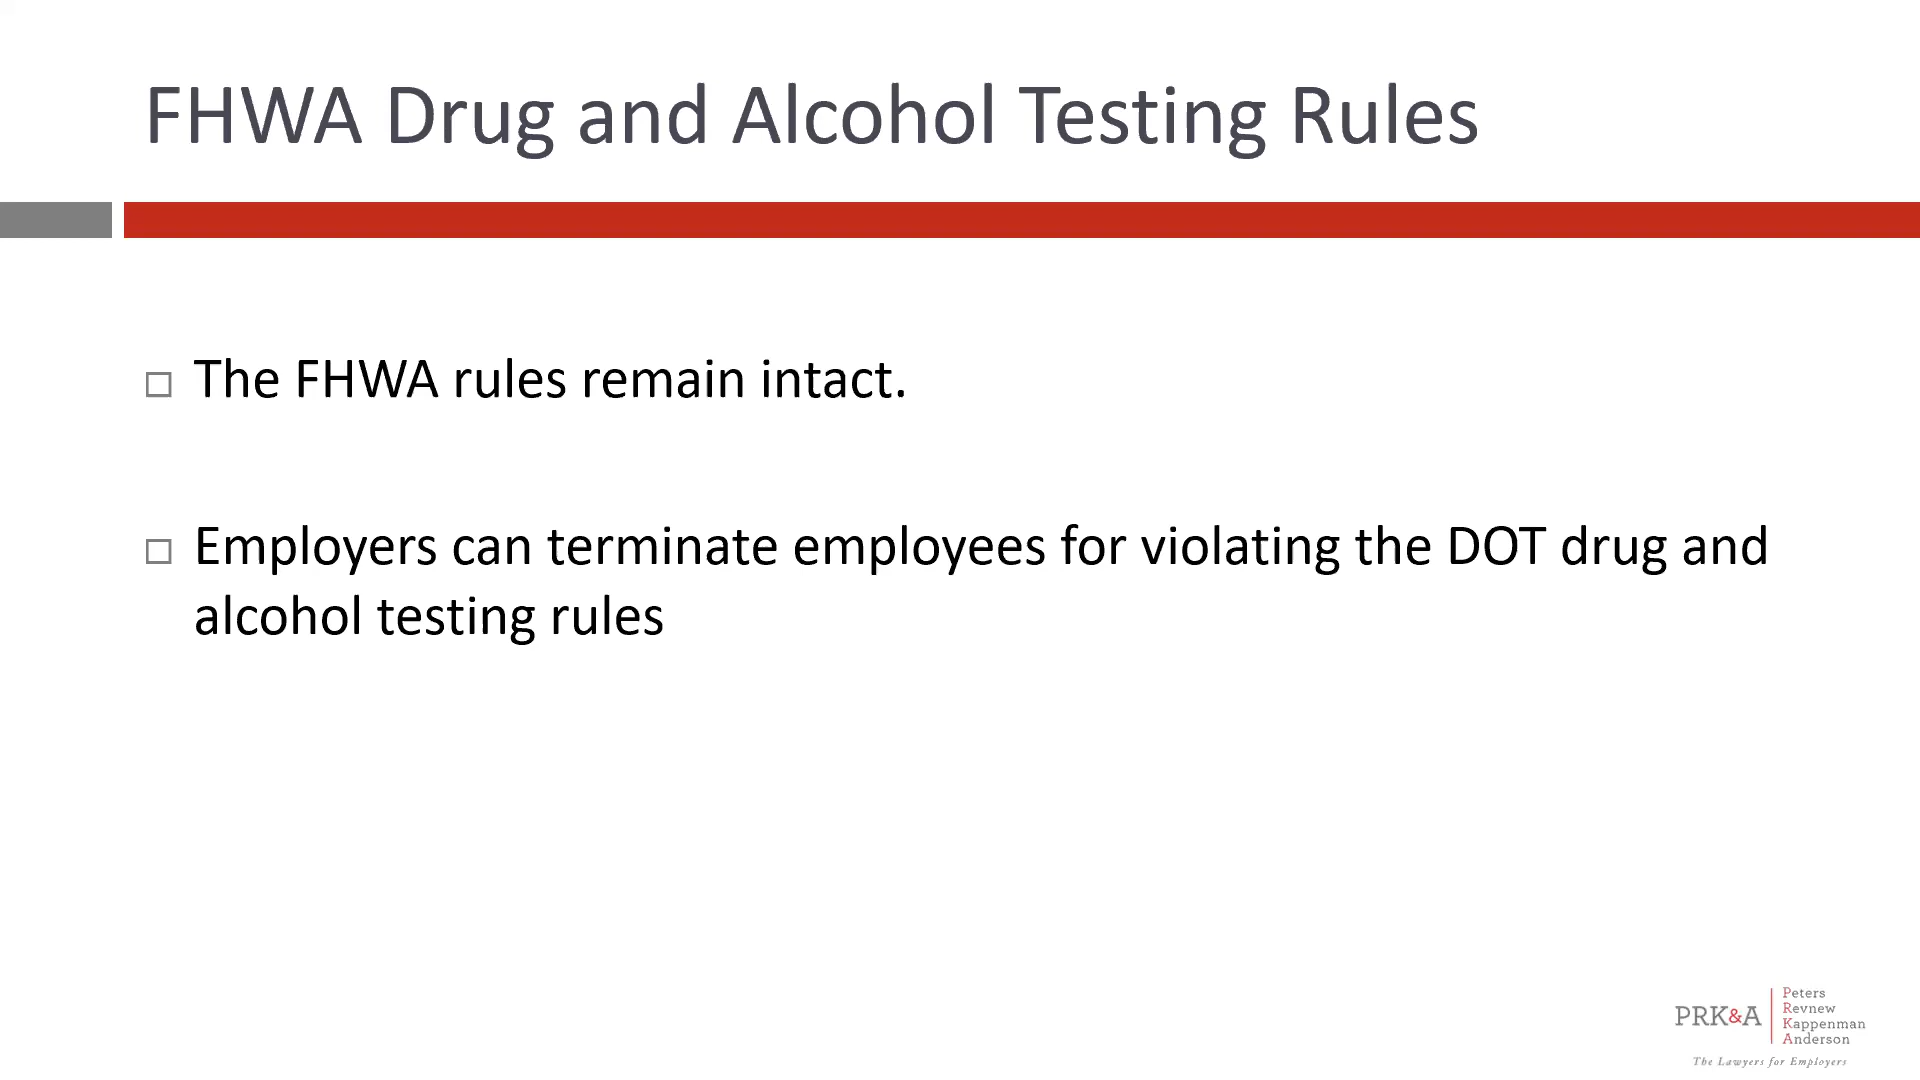 FHWA Drug and Alcohol Testing Rules
The FHWA rules remain intact.
Employers can terminate employees for violating the DOT drug and
alcohol testing rules
PRK&A
Peters
Revnew
Kappenman
Anderson
The Lawyers for Employers